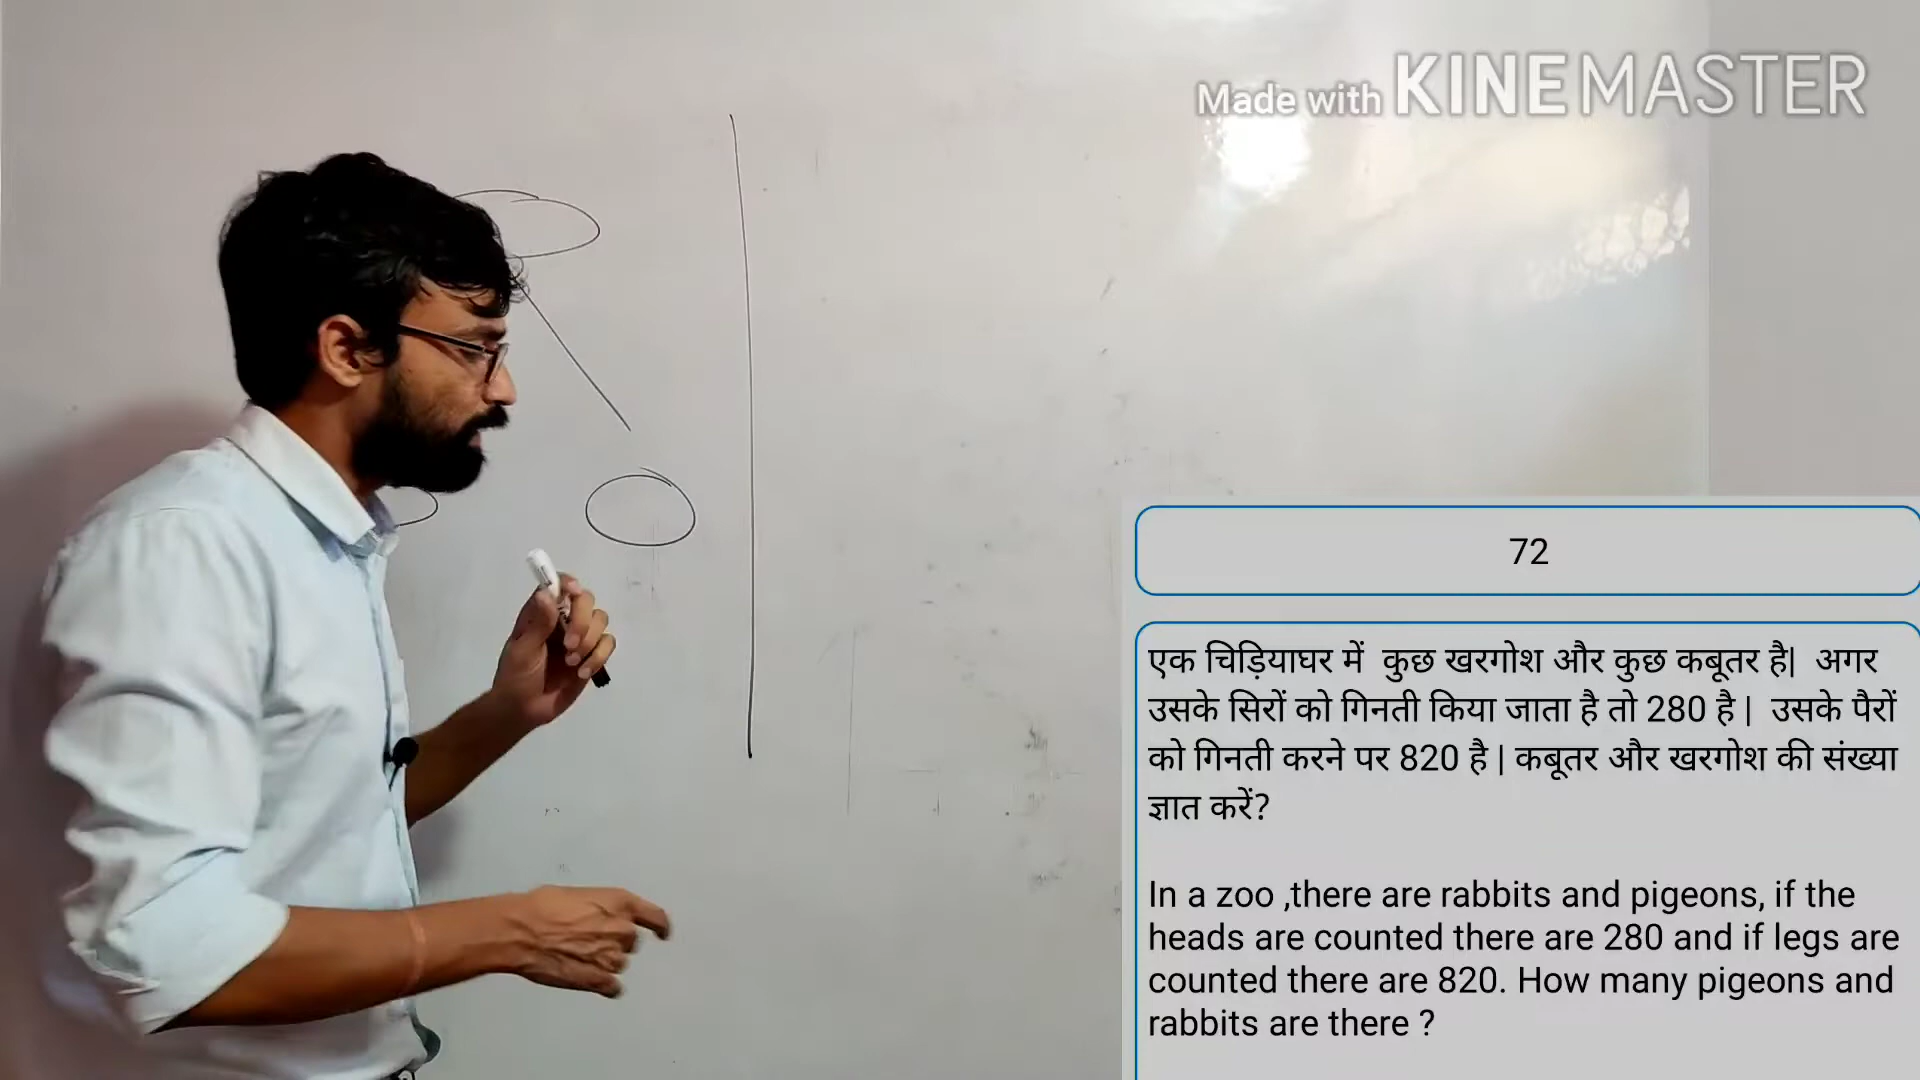 Made with KINEMASTER
72
एक चिड़ियाघर में कुछ खरगोश और कुछ कबूतर है| अगर
उसके सिरों को गिनती किया जाता है तो 280 है | उसके पैरों
को गिनती करने पर 820 है | कबूतर और खरगोश की संख्या
ज्ञात करें?
In a zoo ,there are rabbits and pigeons, if the
heads are counted there are 280 and if legs are
counted there are 820. How many pigeons and
rabbits are there ?